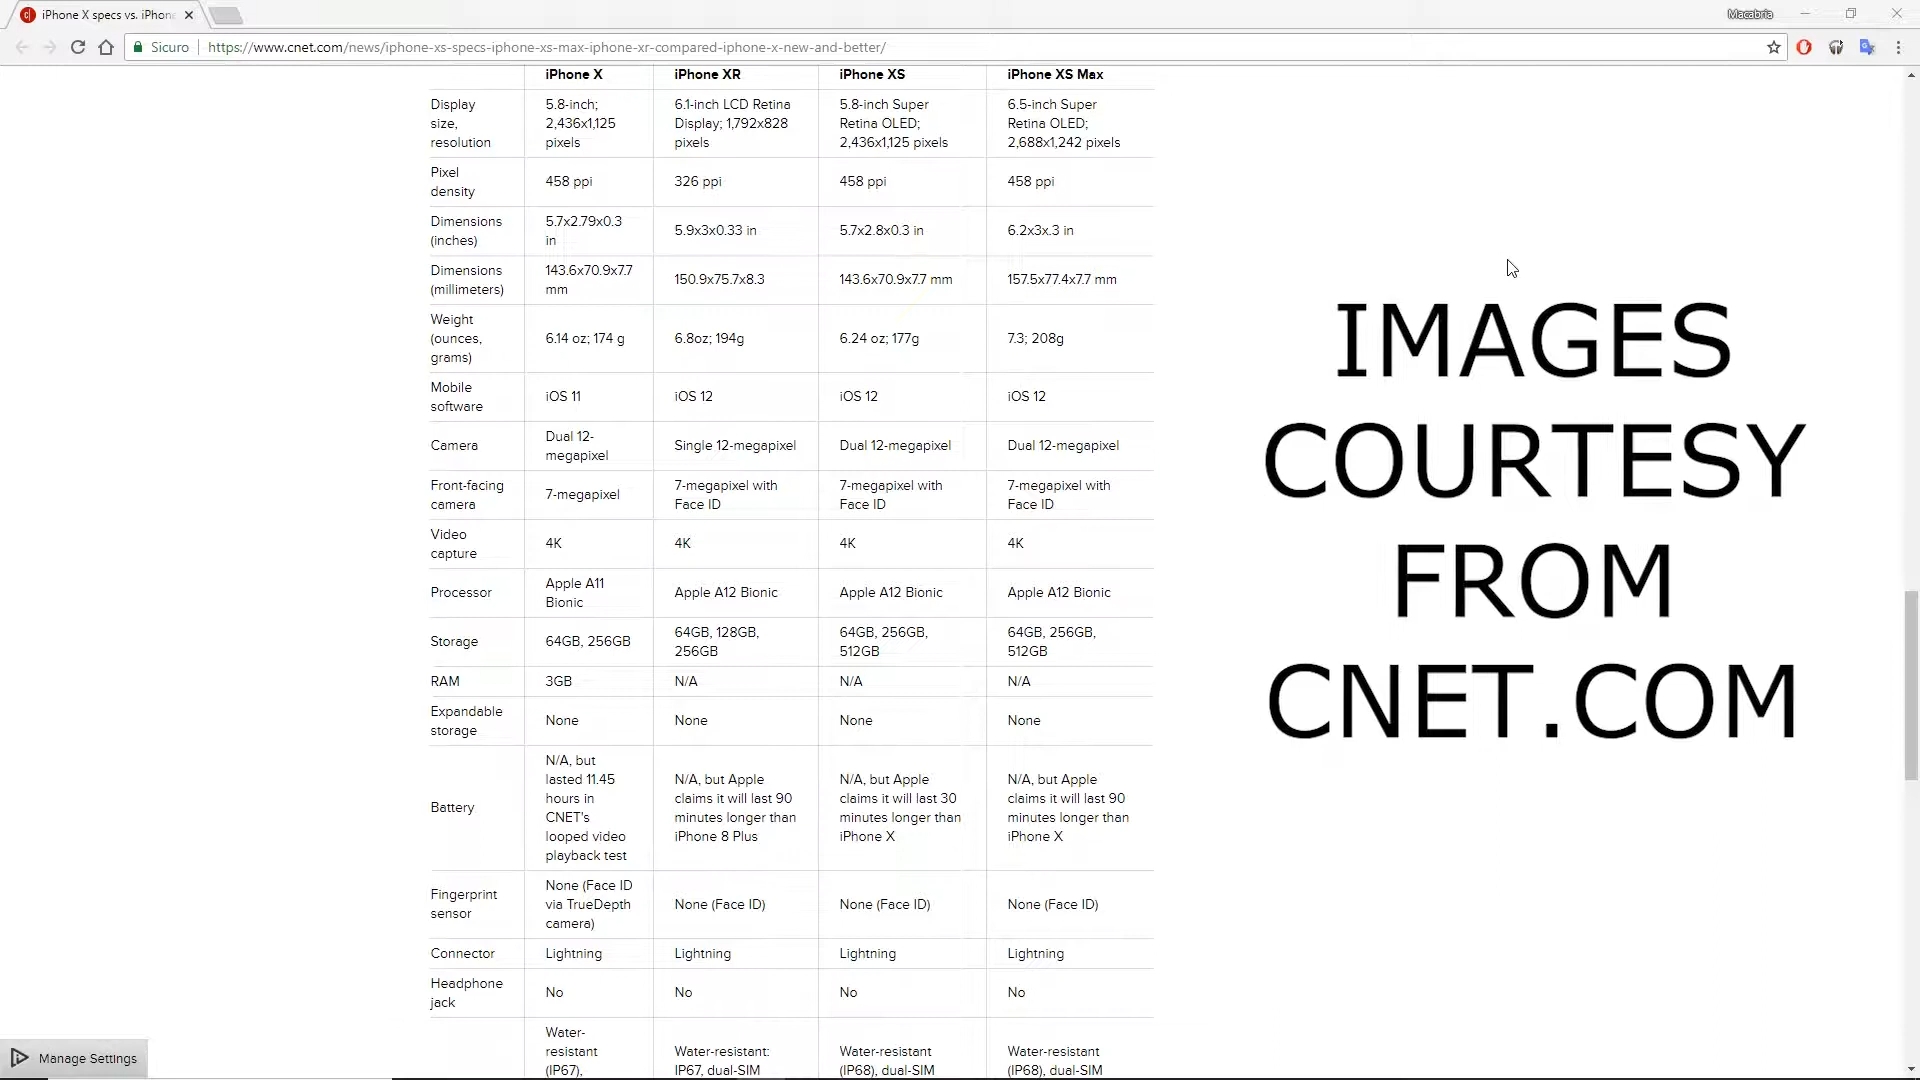 iPhone X specs vs. iPhon
Macabria
Sicuro
https://www.cnet.com/news/iphone-xs-specs-iphone-xs-max-iphone-xr-compared-iphone-x-new-and-better/
iPhone X iPhone XR iPhone XS iPhone XS Max
Display
size,
resolution
5.8-inch;
2,436x1,125
pixels
6.1-inch LCD Retina
Display; 1,792x828
pixels
5.8-inch Super
Retina OLED;
2,436x1,125 pixels
6.5-inch Super
Retina OLED;
2,688x1,242 pixels
Pixel
density
458 ppi
326 ppi
458 ppi
458 ppi
Dimensions
(inches)
5.7x2.79x0.3
in
5.9x3x0.33 in
5.7x2.8x0.3 in
6.2x3x.3 in
Dimensions
(millimeters)
143.6x70.9x7.7
mm
150.9x75.7x8.3
143.6x70.9x7.7 mm
157.5x77.4x7.7 mm
Weight
(ounces,
grams)
6.14 oz; 174 g
6.8oz; 194g
6.24 oz; 177g
7.3; 208g
Mobile
software
iOS 11
iOS 12
iOS 12
iOS 12
Camera
Dual 12-
megapixel
Single 12-megapixel
Dual 12-megapixel
Dual 12-megapixel
Front-facing
camera
7-megapixel
7-megapixel with
Face ID
7-megapixel with
Face ID
7-megapixel with
Face ID
Video
capture
4K
4K
4K
4K
Processor
Apple A11
Bionic
Apple A12 Bionic
Apple A12 Bionic
Apple A12 Bionic
Storage
64GB, 256GB
64GB, 128GB,
256GB
64GB, 256GB,
512GB
64GB, 256GB,
512GB
RAM
3GB
N/A
N/A
N/A
Expandable
storage
None
None
None
None
Battery
N/A, but
lasted 11.45
hours in
CNET's
looped video
playback test
N/A, but Apple
claims it will last 90
minutes longer than
iPhone 8 Plus
N/A, but Apple
claims it will last 30
minutes longer than
iPhone X
N/A, but Apple
claims it will last 90
minutes longer than
iPhone X
Fingerprint
sensor
None (Face ID
via TrueDepth
camera)
None (Face ID)
None (Face ID)
None (Face ID)
Connector
Lightning
Lightning
Lightning
Lightning
Headphone
jack
No
No
No
No
Water-
resistant
(IP67),
Water-resistant:
IP67, dual-SIM
Water-resistant
(IP68), dual-SIM
Water-resistant
(IP68), dual-SIM
IMAGES
COURTESY
FROM
CNET.COM
Manage Settings